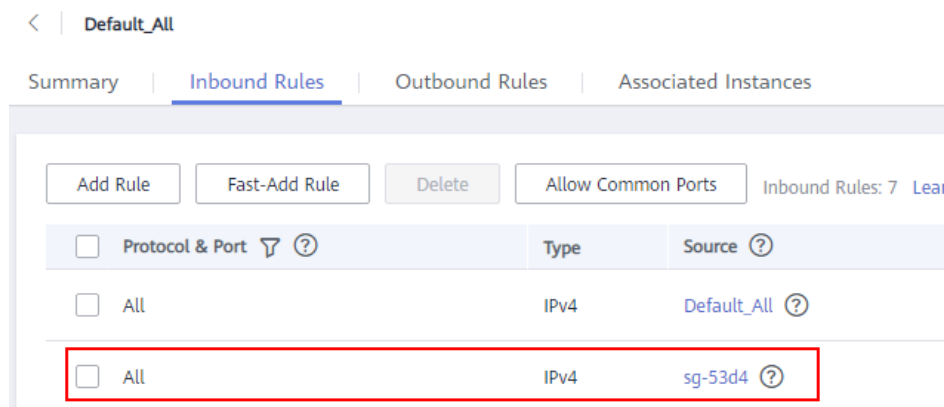 Default_All
Summary Inbound Rules Outbound Rules Associated Instances
Add Rule Fast-Add Rule Delete Allow Common Ports Inbound Rules: 7 Lear
Protocol & Port Type Source
All IPv4 Default_All
All IPv4 sg-53d4